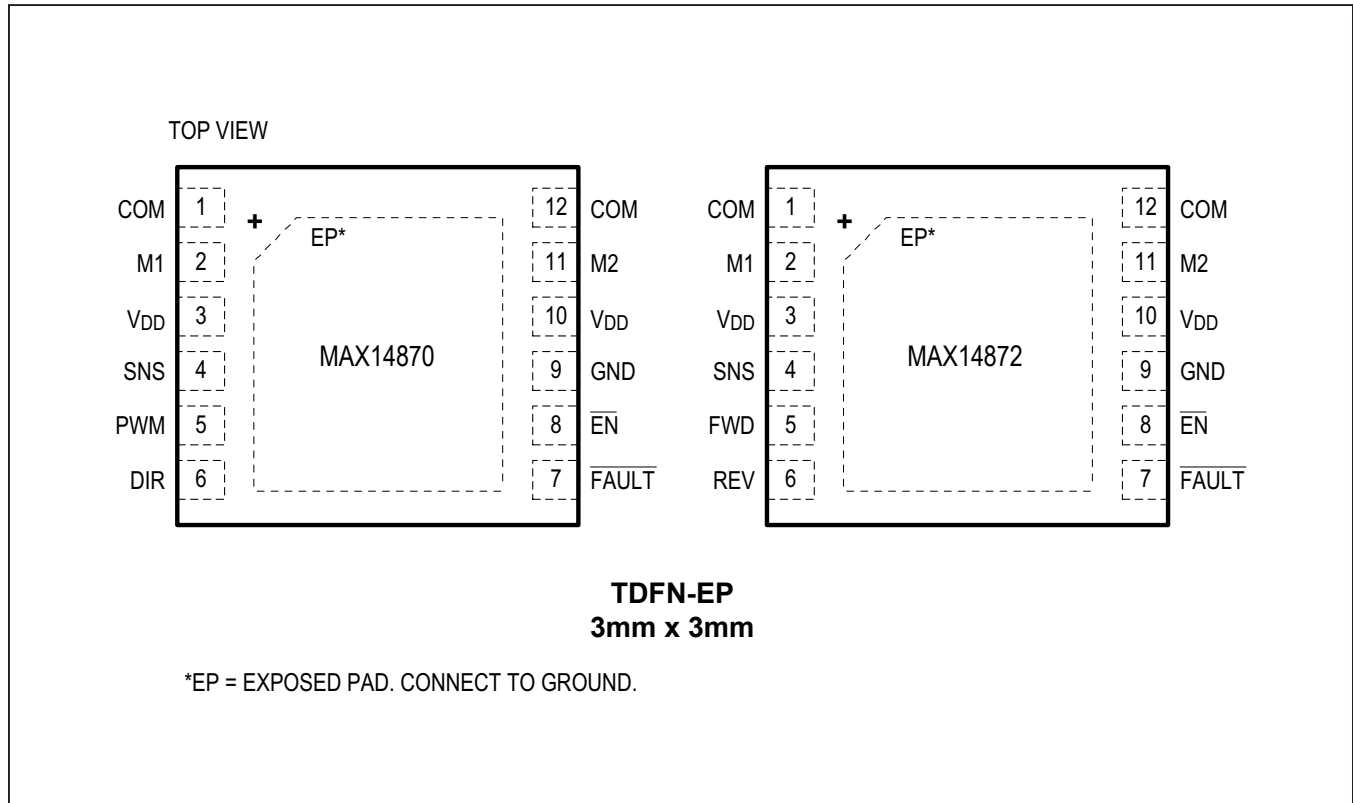 TOP VIEW
COM 1 + 12 COM COM 1 + 12 COM
EP* EP*
M1 2 11 M2 M1 2 11 M2
VDD 3 10 VDD VDD 3 10 VDD
SNS 4 MAX14870 9 GND SNS 4 MAX14872 9 GND
PWM 5 8 EN FWD 5 8 EN
DIR 6 7 FAULT REV 6 7 FAULT
TDFN-EP
3mm x 3mm
*EP = EXPOSED PAD. CONNECT TO GROUND.